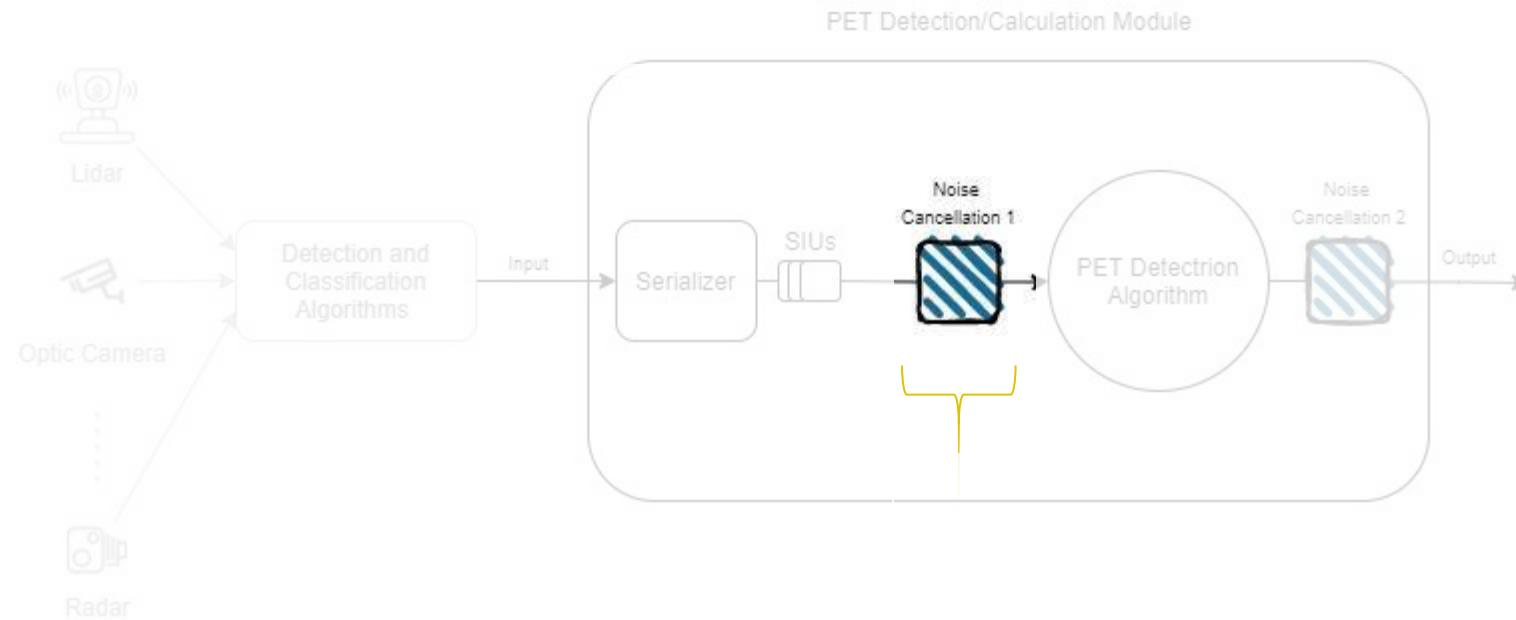 PET Detection/Calculation Module
Lidar
Optic Camera
Radar
Detection and
Classification
Algorithms
Input
Serializer
SIUs
Noise
Cancellation 1
PET Detectrion
Algorithm
Noise
Cancellation 2
Output